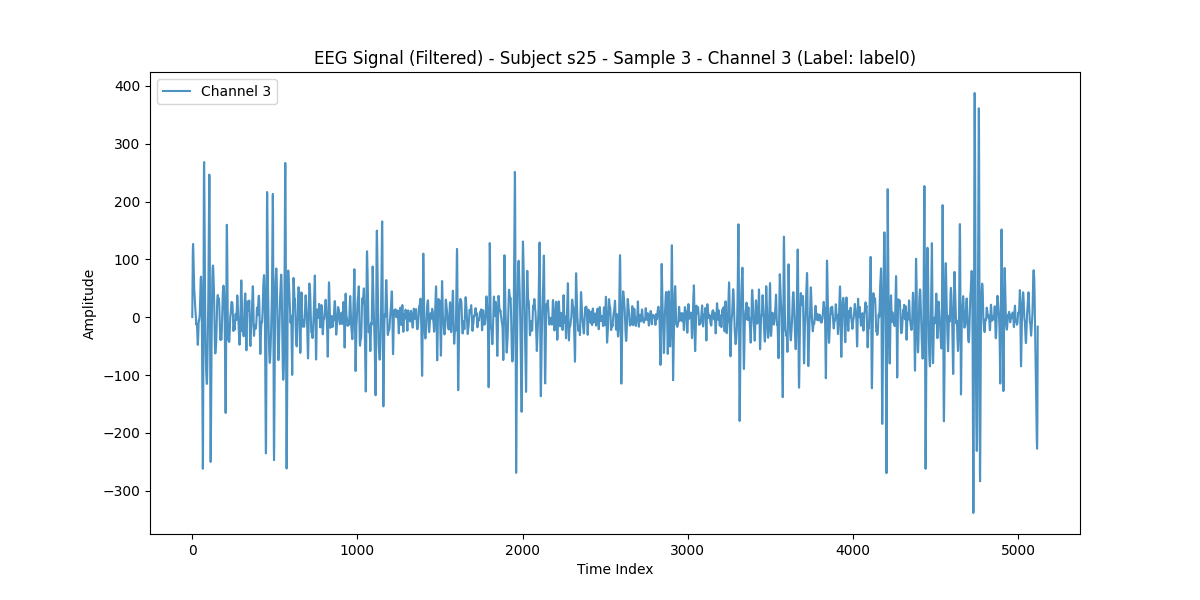 EEG Signal (Filtered) - Subject s25 - Sample 3 - Channel 3 (Label: label0)
Channel 3
Amplitude
400
300
200
100
0
−100
−200
−300
0 1000 2000 3000 4000 5000
Time Index